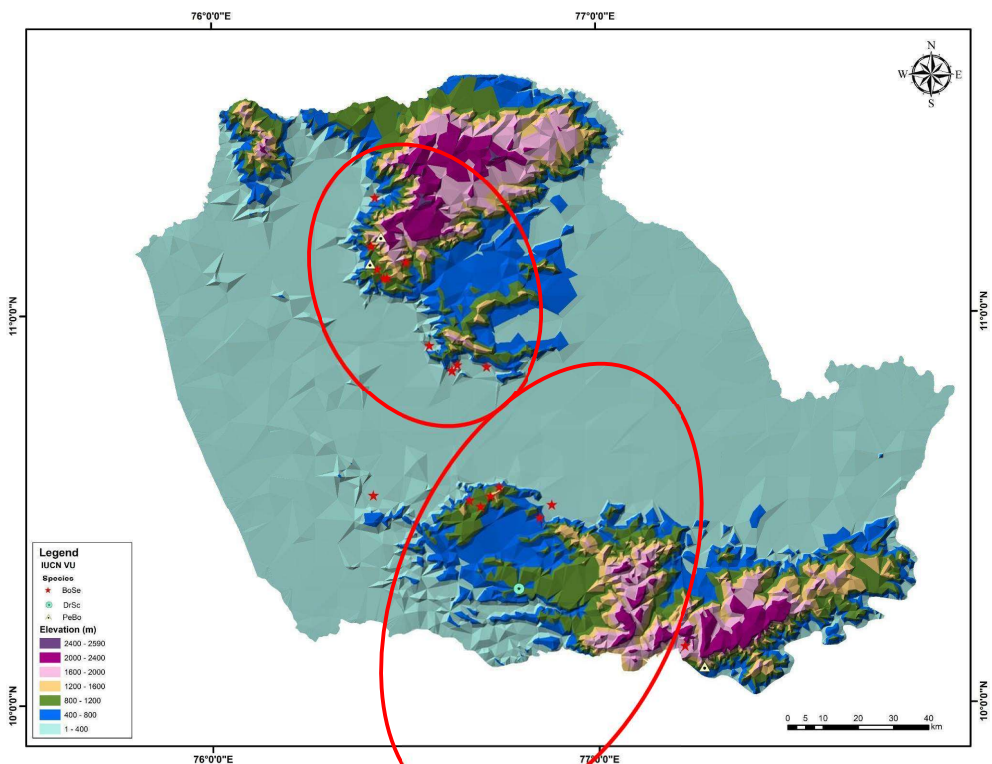 76°0'0"E 77°0'0"E
N
W E
S
11°0'0"N 11°0'0"N
Legend
IUCN VU
Species
BoSe
DrSc
PeBo
Elevation (m)
2400 - 2590
2000 - 2400
1600 - 2000
1200 - 1600
800 - 1200
400 - 800
1 - 400
10°0'0"N 10°0'0"N
0 5 10 20 30 40
km
76°0'0"E 77°0'0"E